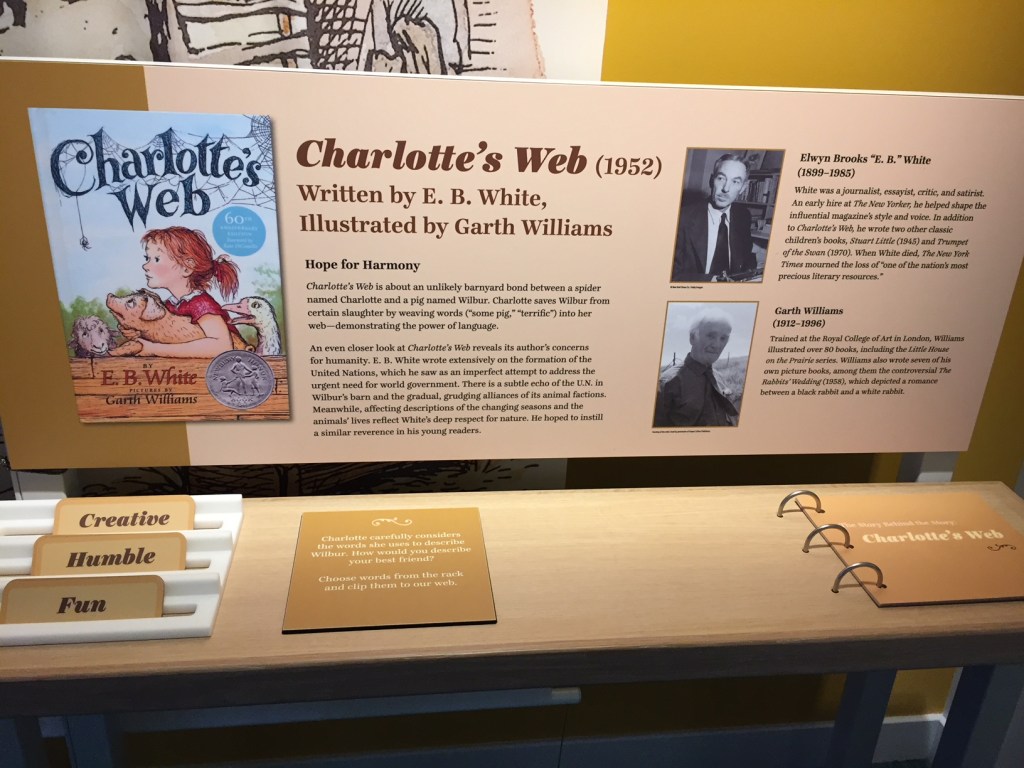 Charlotte's
Web
60TH
ANNIVERSARY
EDITION
BY
E. B. White
PICTURES BY
Garth Williams
Charlotte's Web (1952)
Written by E. B. White,
Illustrated by Garth Williams
Hope for Harmony
Charlotte's Web is about an unlikely barnyard bond between a spider
named Charlotte and a pig named Wilbur. Charlotte saves Wilbur from
certain slaughter by weaving words (“some pig,” “terrific”) into her
web—demonstrating the power of language.
An even closer look at Charlotte's Web reveals its author's concerns
for humanity. E. B. White wrote extensively on the formation of the
United Nations, which he saw as an imperfect attempt to address the
urgent need for world government. There is a subtle echo of the U.N. in
Wilbur's barn and the gradual, grudging alliances of its animal factions.
Meanwhile, affecting descriptions of the changing seasons and the
animals' lives reflect White's deep respect for nature. He hoped to instill
a similar reverence in his young readers.
Elwyn Brooks “E. B.” White
(1899–1985)
White was a journalist, essayist, critic, and satirist.
An early hire at The New Yorker, he helped shape the
influential magazine's style and voice. In addition
to Charlotte's Web, he wrote two other classic
children's books, Stuart Little (1945) and Trumpet
of the Swan (1970). When White died, The New York
Times mourned the loss of “one of the nation's most
precious literary resources.”
Garth Williams
(1912–1996)
Trained at the Royal College of Art in London, Williams
illustrated over 80 books, including the Little House
on the Prairie series. Williams also wrote seven of his
own picture books, among them the controversial The
Rabbits' Wedding (1958), which depicted a romance
between a black rabbit and a white rabbit.
Creative
Humble
Fun
Charlotte carefully considers
the words she uses to describe
Wilbur. How would you describe
your best friend?
Choose words from the rack
and clip them to our web.
The Story Behind the Story:
Charlotte's Web